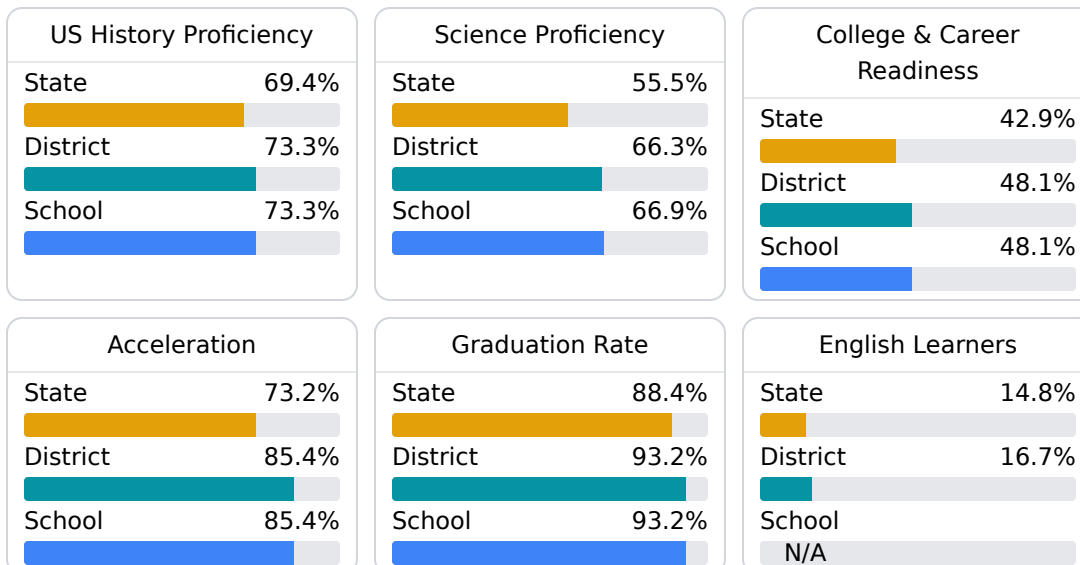 US History Proficiency
State 69.4%
District 73.3%
School 73.3%
Science Proficiency
State 55.5%
District 66.3%
School 66.9%
College & Career
Readiness
State 42.9%
District 48.1%
School 48.1%
Acceleration
State 73.2%
District 85.4%
School 85.4%
Graduation Rate
State 88.4%
District 93.2%
School 93.2%
English Learners
State 14.8%
District 16.7%
School
N/A